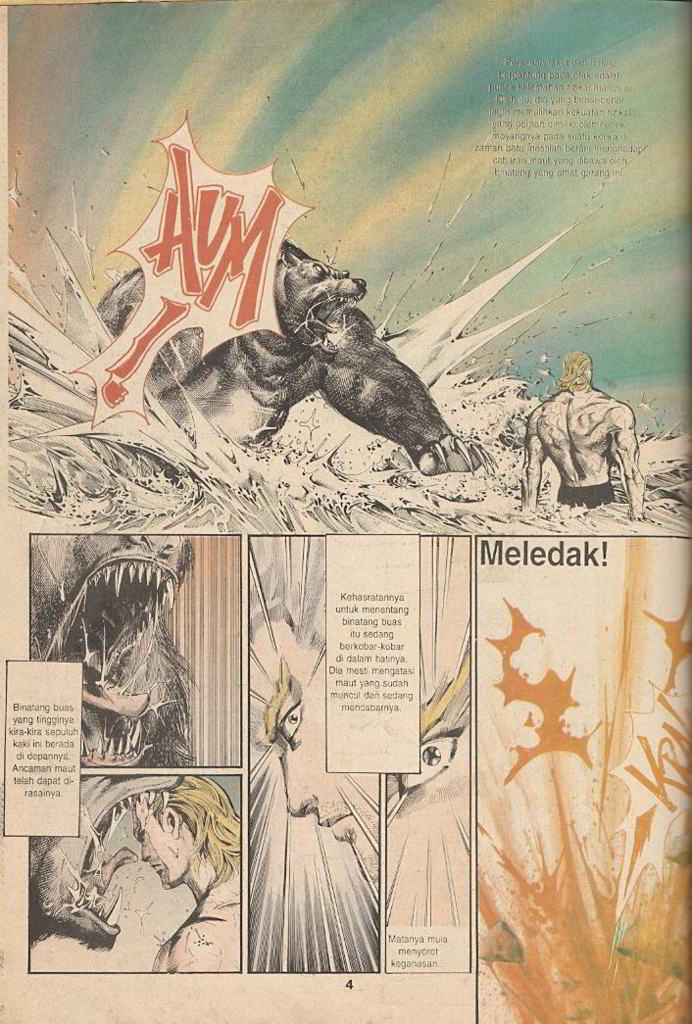 Perasaan takut dan terlalu
bergantung pada otak adalah
punca kelemahan fizikal manusia.
Oleh itu, dia yang benar-benar
ingin memulihkan kekuatan fizikal
yang pernah dimiliki oleh nenek
moyangnya pada suatu ketika di
zaman batu mestilah berani menghadapi
cabaran maut yang dibawa oleh
binatang yang amat garang ini.
AUM
!
Binatang buas
yang tingginya
kira-kira sepuluh
kaki ini berada
di depannya.
Ancaman maut
telah dapat di-
rasainya.
Kehasratannya
untuk menentang
binatang buas
itu sedang
berkobar-kobar
di dalam hatinya.
Dia mesti mengatasi
maut yang sudah
muncul dan sedang
mencabarnya.
Matanya mula
menyorot
keganasan...
Meledak!
4